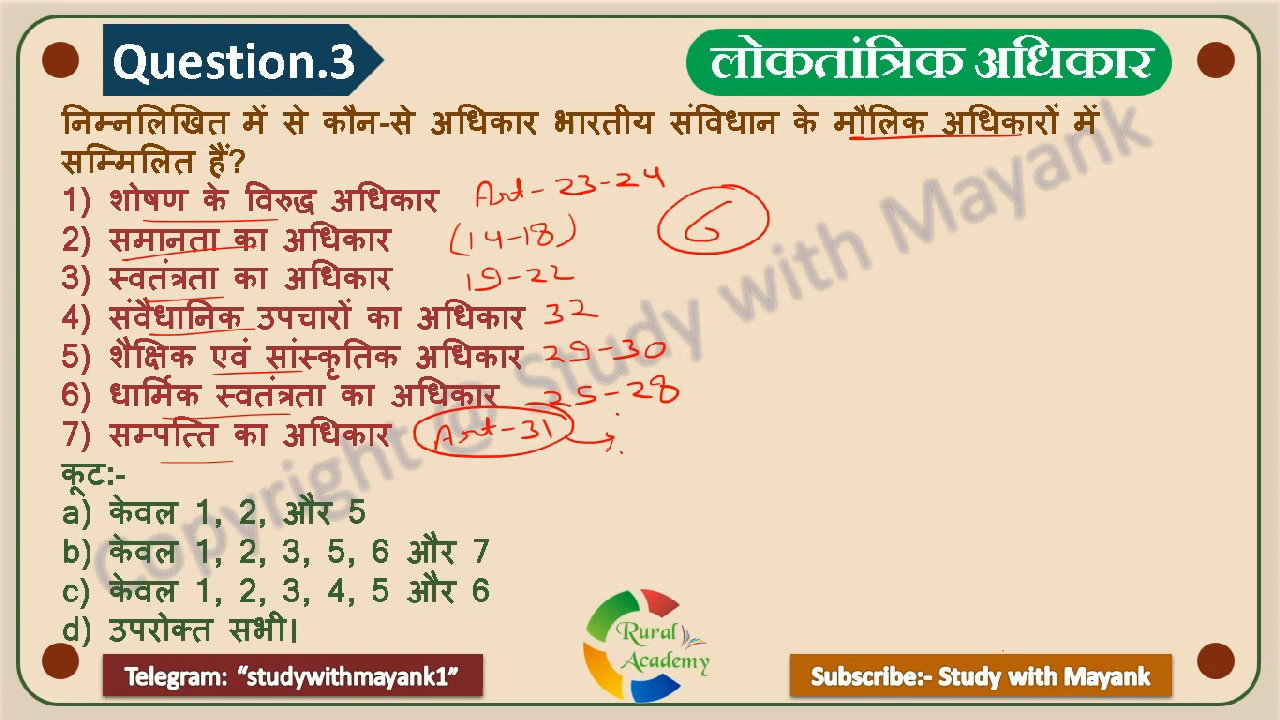 Question.3
लोकतांत्रिक अधिकार
निम्नलिखित में से कौन-से अधिकार भारतीय संविधान के मौलिक अधिकारों में
सम्मिलित हैं?
1) शोषण के विरुद्ध अधिकार Art-23-24
2) समानता का अधिकार (14-18) 6
3) स्वतंत्रता का अधिकार 19-22
4) संवैधानिक उपचारों का अधिकार 32
5) शैक्षिक एवं सांस्कृतिक अधिकार 29-30
6) धार्मिक स्वतंत्रता का अधिकार 25-28
7) सम्पत्ति का अधिकार Art-31
कूट:-
a) केवल 1, 2, और 5
b) केवल 1, 2, 3, 5, 6 और 7
c) केवल 1, 2, 3, 4, 5 और 6
d) उपरोक्त सभी।
Copyright @ Study with Mayank
Rural
Academy
Telegram: “studywithmayank1”
Subscribe:- Study with Mayank